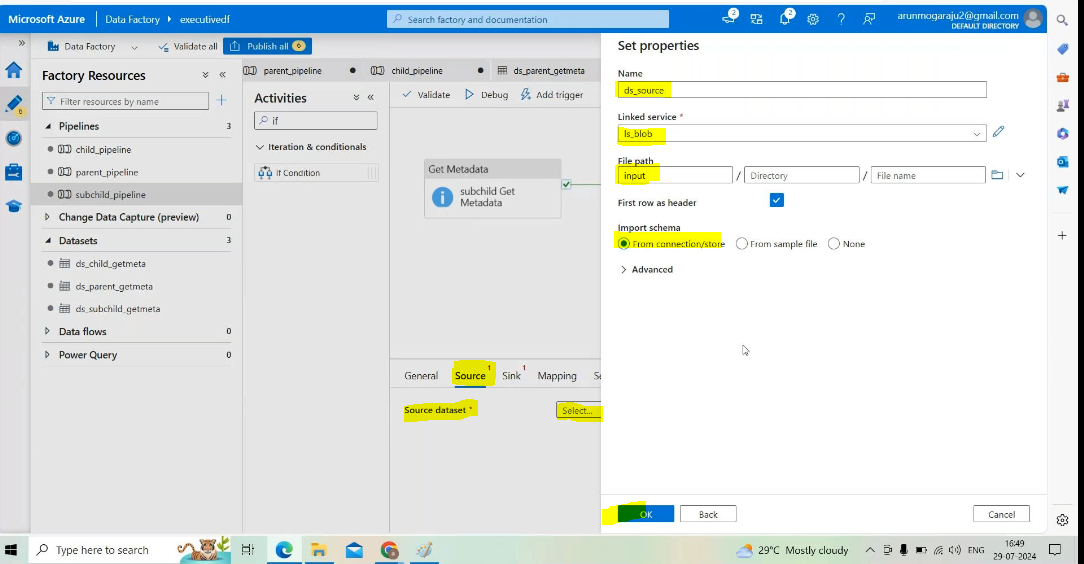 Microsoft Azure
Data Factory
executivedf
Search factory and documentation
2
2
arunmogaraju2@gmail.com
DEFAULT DIRECTORY
Data Factory
Validate all
Publish all 6
6
Factory Resources
Filter resources by name
Pipelines 3
child_pipeline
parent_pipeline
subchild_pipeline
Change Data Capture (preview) 0
Datasets 3
ds_child_getmeta
ds_parent_getmeta
ds_subchild_getmeta
Data flows 0
Power Query 0
parent_pipeline
child_pipeline
ds_parent_getmeta
Activities
if
Iteration & conditionals
If Condition
Validate
Debug
Add trigger
Get Metadata
subchild Get
Metadata
General
Source 1
Sink 1
Mapping
Se
Source dataset *
Select...
Set properties
Name
ds_source
Linked service *
ls_blob
File path
input / Directory / File name
First row as header
Import schema
From connection/store
From sample file
None
Advanced
OK
Back
Cancel
Type here to search
29°C Mostly cloudy
ENG
16:49
29-07-2024